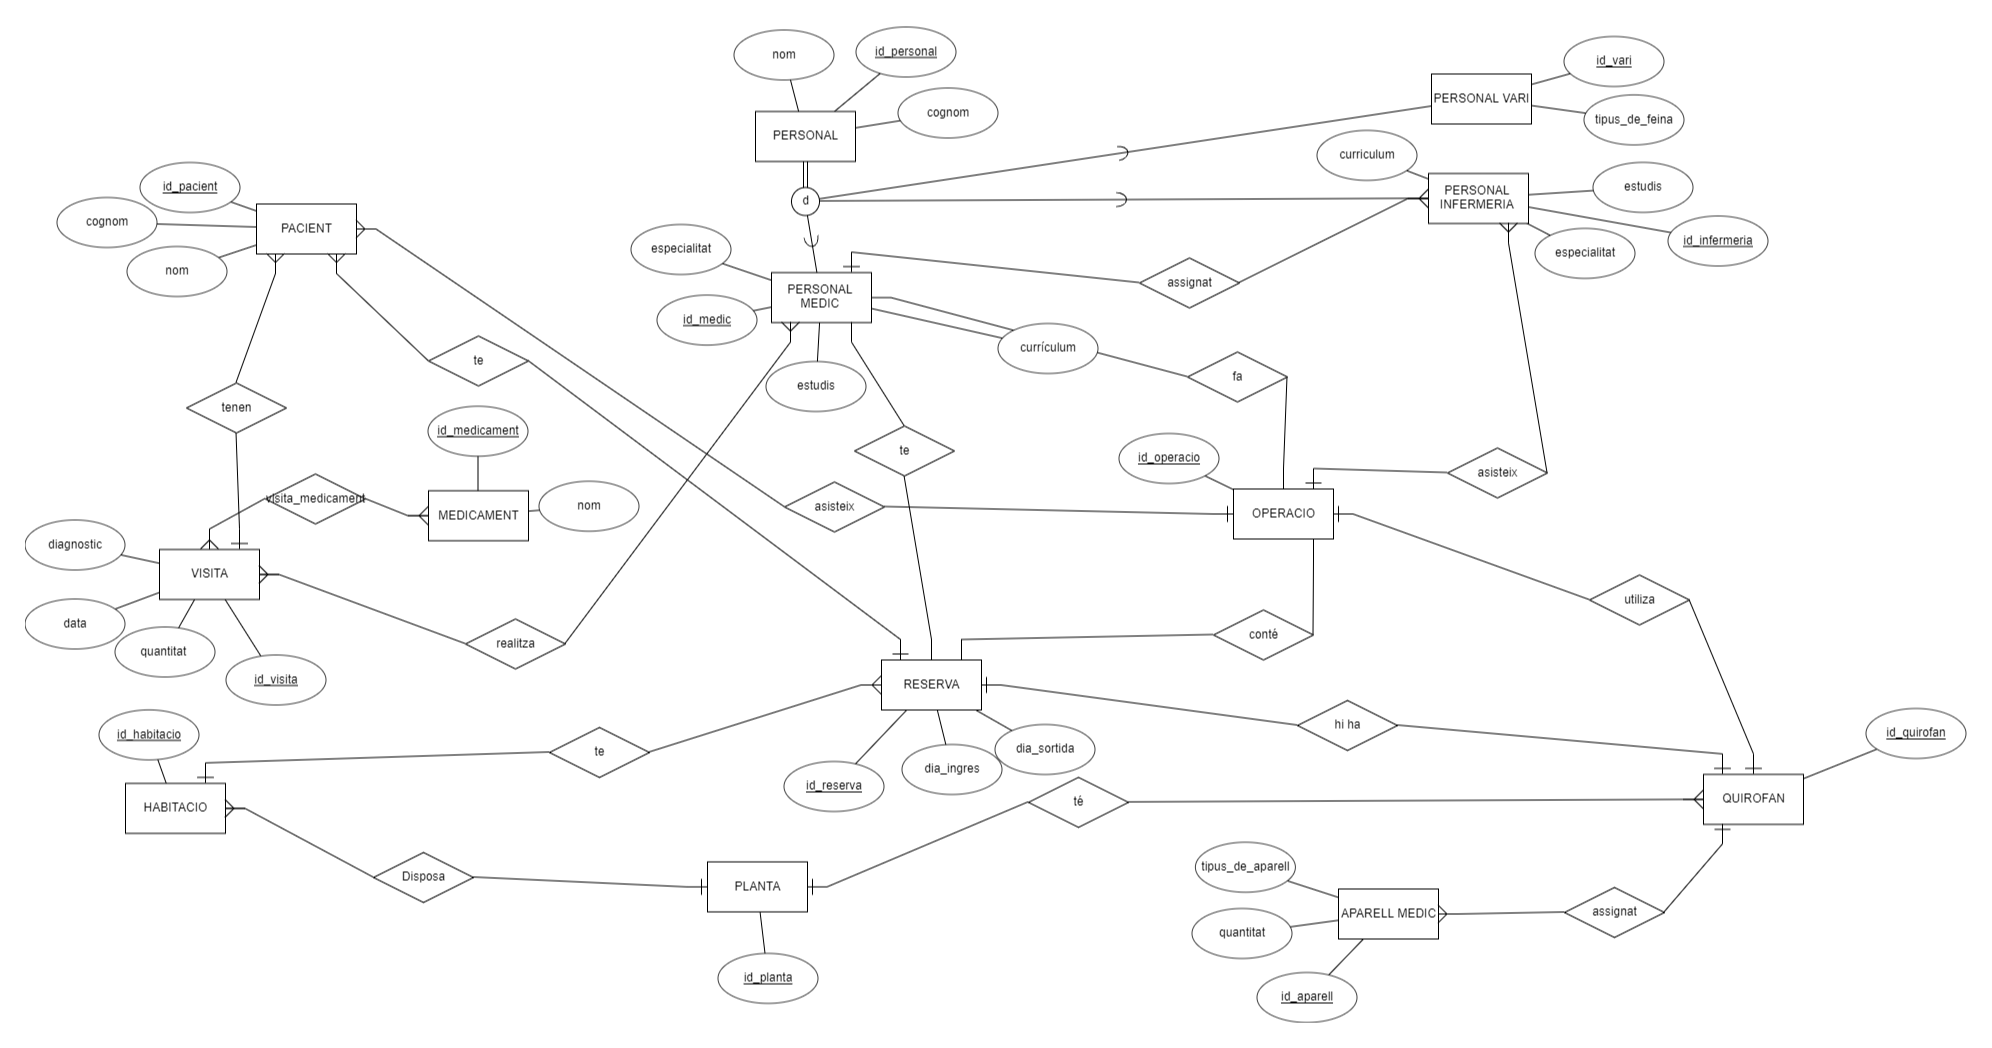 nom
id_personal
cognom
PERSONAL
id_vari
PERSONAL VARI
tipus_de_feina
curriculum
estudis
PERSONAL
INFERMERIA
id_infermeria
especialitat
id_pacient
cognom
nom
PACIENT
d
especialitat
id_medic
PERSONAL
MEDIC
estudis
currículum
assignat
te
fa
tenen
id_medicament
te
id_operacio
asisteix
visita_medicament
MEDICAMENT
nom
asisteix
OPERACIO
diagnostic
VISITA
data
quantitat
id_visita
realitza
conté
utiliza
RESERVA
id_habitacio
te
hi ha
id_quirofan
dia_sortida
dia_ingres
id_reserva
HABITACIO
té
QUIROFAN
Disposa
PLANTA
tipus_de_aparell
APARELL MEDIC
assignat
quantitat
id_planta
id_aparell